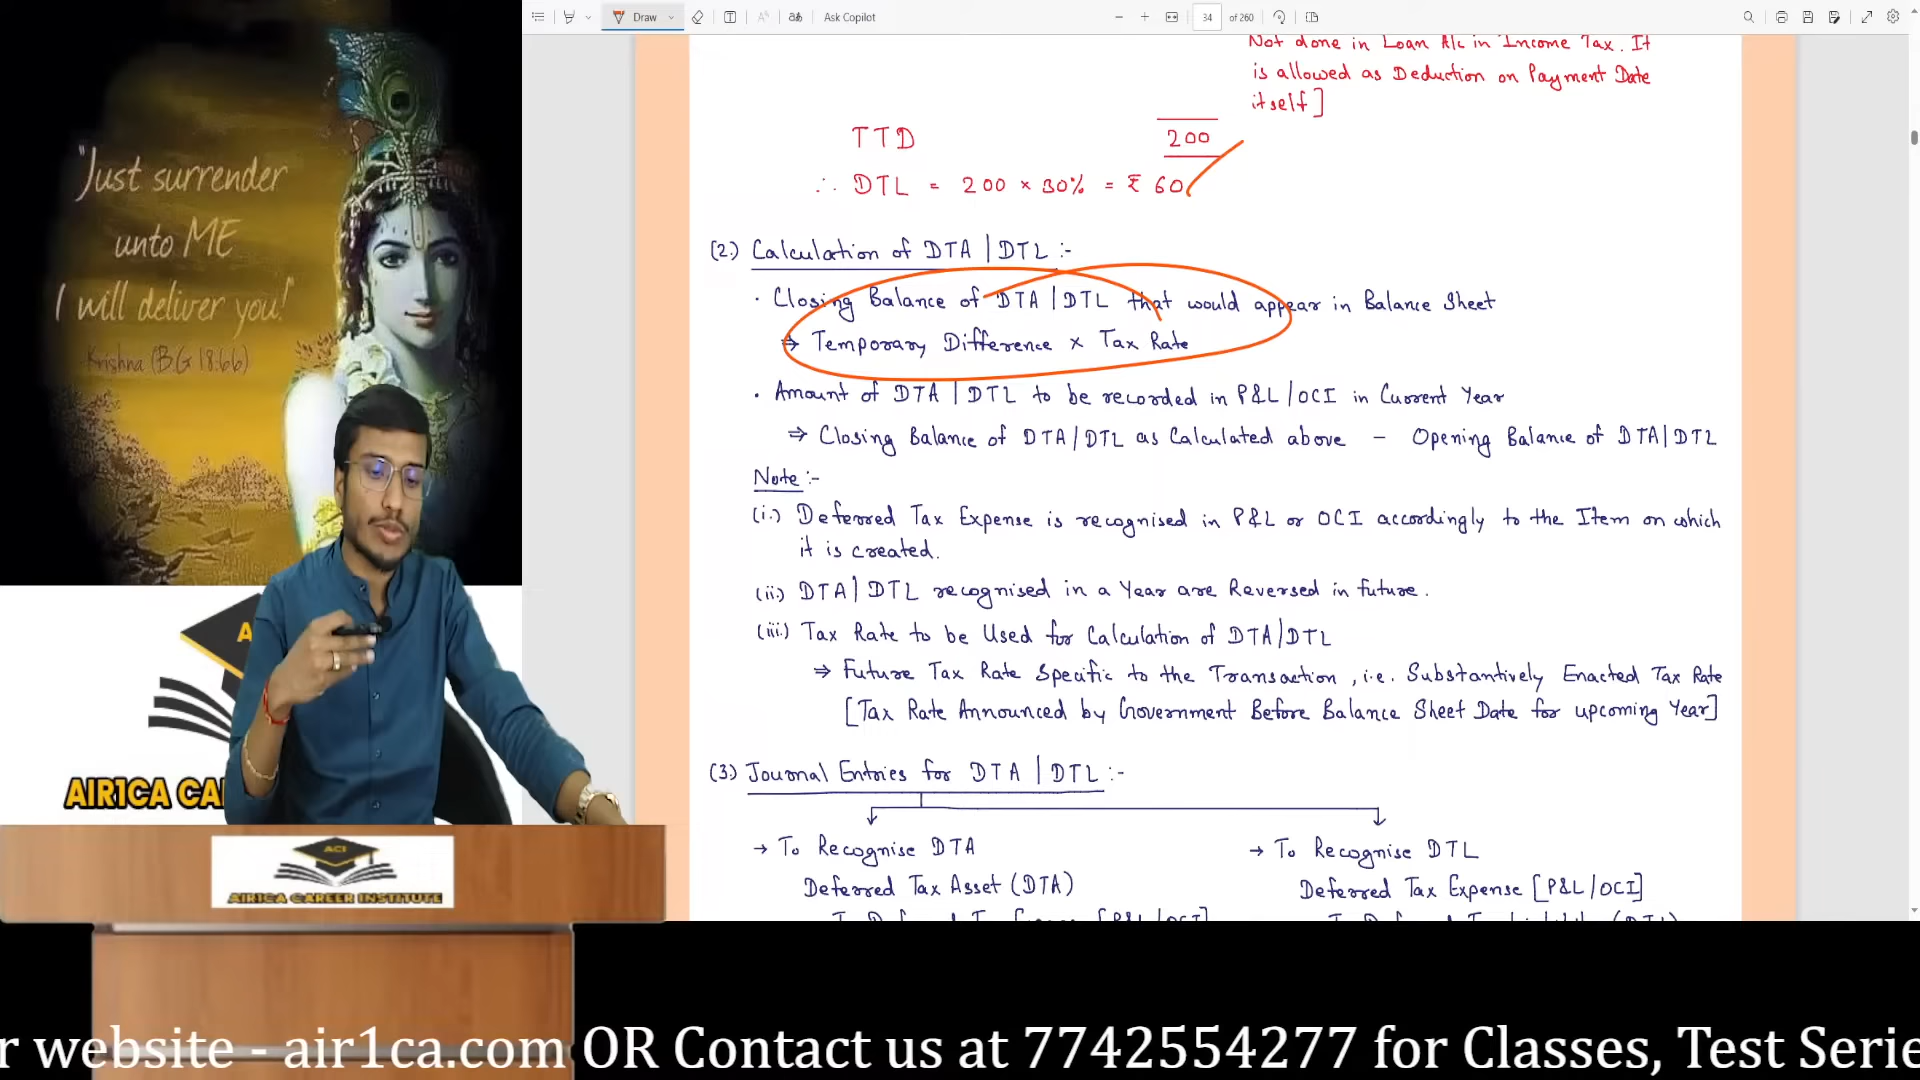 Draw
Ask Copilot
34 of 260
Not done in Loan A/c in Income Tax. It
is allowed as Deduction on Payment Date
itself]
TTD 200
∴ DTL = 200 × 30% = ₹ 60
(2.) Calculation of DTA | DTL :-
· Closing Balance of DTA | DTL that would appear in Balance Sheet
⇒ Temporary Difference × Tax Rate
· Amount of DTA | DTL to be recorded in P&L / OCI in Current Year
⇒ Closing Balance of DTA / DTL as Calculated above - Opening Balance of DTA | DTL
Note :-
(i.) Deferred Tax Expense is recognised in P&L or OCI accordingly to the Item on which
it is created.
(ii.) DTA | DTL recognised in a Year are Reversed in future.
(iii.) Tax Rate to be Used for Calculation of DTA | DTL
⇒ Future Tax Rate Specific to the Transaction, i.e. Substantively Enacted Tax Rate
[Tax Rate Announced by Government Before Balance Sheet Date for upcoming Year]
(3.) Journal Entries for DTA | DTL :-
→ To Recognise DTA
→ To Recognise DTL
Deferred Tax Asset (DTA)
Deferred Tax Expense [P&L / OCI]
"Just surrender
unto ME
I will deliver you!"
Krishna (B.G 18.66)
AIR1CA CA
ACI
AIR1CA CAREER INSTITUTE
r website - air1ca.com OR Contact us at 7742554277 for Classes, Test Serie